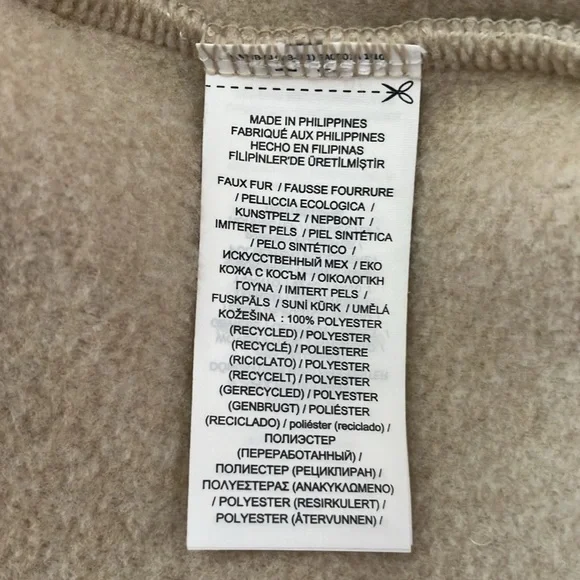 MADE IN PHILIPPINES
FABRIQUÉ AUX PHILIPPINES
HECHO EN FILIPINAS
FİLİPİNLER'DE ÜRETİLMİŞTİR
FAUX FUR / FAUSSE FOURRURE
/ PELLICCIA ECOLOGICA /
KUNSTPELZ / NEPBONT /
IMITERET PELS / PIEL SINTÉTICA
/ PELO SINTÉTICO /
ИСКУССТВЕННЫЙ МЕХ / ЕКО
КОЖА С КОСЪМ / ΟΙΚΟΛΟΓΙΚΗ
ΓΟΥΝΑ / IMITERT PELS /
FUSKPÄLS / SUNİ KÜRK / UMĚLÁ
KOŽEŠINA : 100% POLYESTER
(RECYCLED) / POLYESTER
(RECYCLÉ) / POLIESTERE
(RICICLATO) / POLYESTER
(RECYCELT) / POLYESTER
(GERECYCLED) / POLYESTER
(GENBRUGT) / POLIÉSTER
(RECICLADO) / poliéster (reciclado) /
ПОЛИЭСТЕР
(ПЕРЕРАБОТАННЫЙ) /
ПОЛИЕСТЕР (РЕЦИКЛИРАН) /
ΠΟΛΥΕΣΤΕΡΑΣ (ΑΝΑΚΥΚΛΩΜΕΝΟ)
/ POLYESTER (RESIRKULERT) /
POLYESTER (ÅTERVUNNEN) /